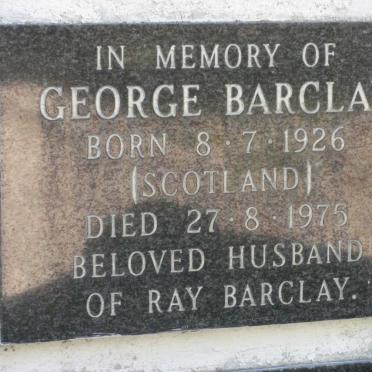 IN MEMORY OF
GEORGE BARCLA
BORN 8·7·1926
(SCOTLAND)
DIED 27·8·1975
BELOVED HUSBAND
OF RAY BARCLAY.